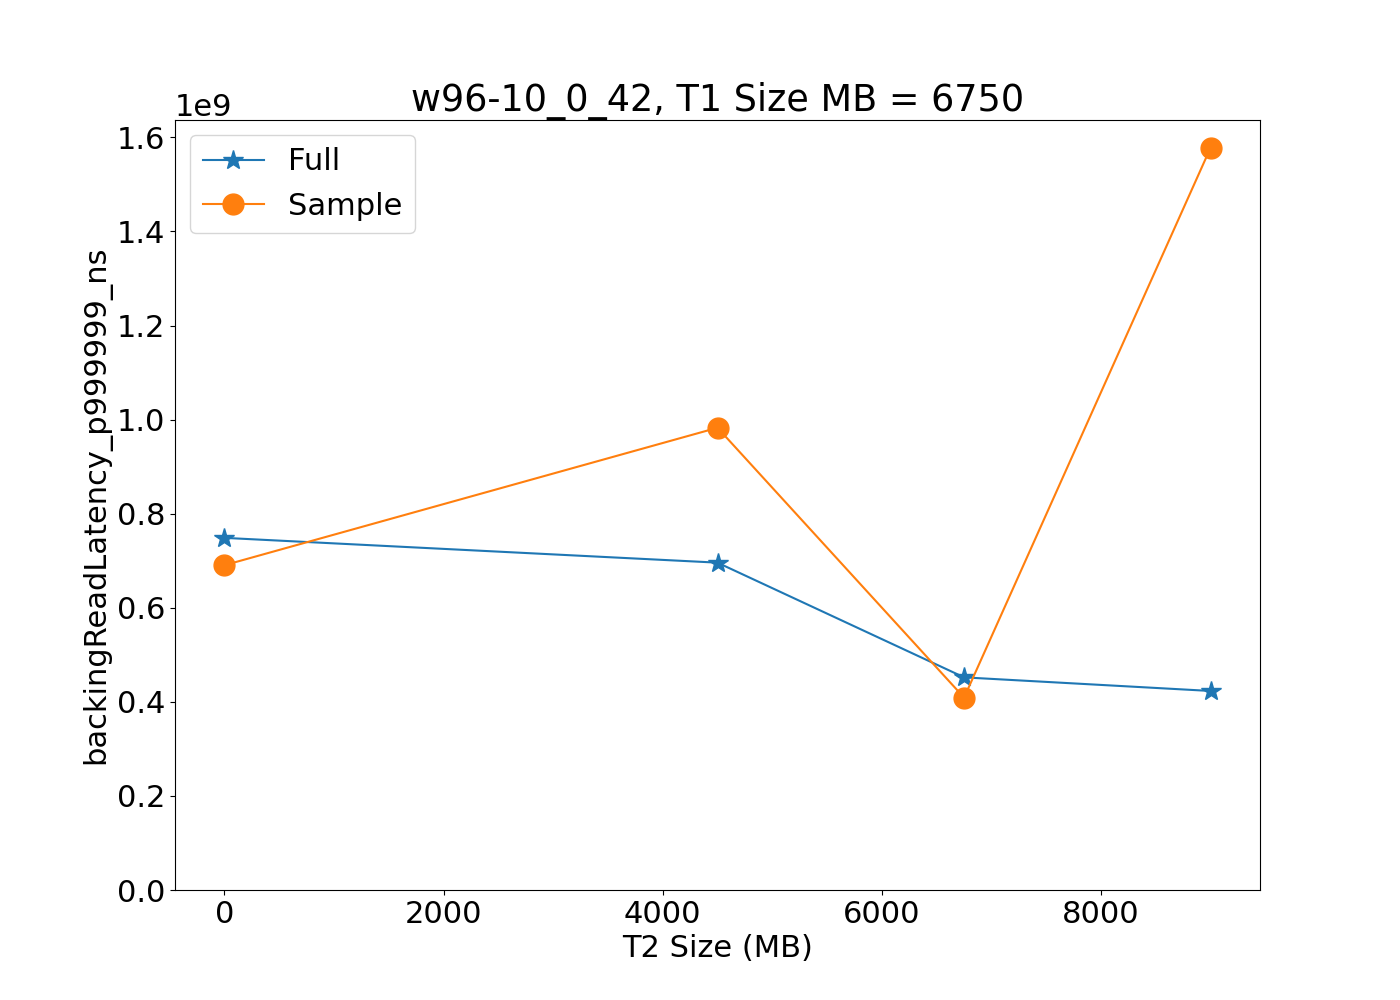 w96-10_0_42, T1 Size MB = 6750
1e9
Full
Sample
backingReadLatency_p999999_ns
1.6
1.4
1.2
1.0
0.8
0.6
0.4
0.2
0.0
0 2000 4000 6000 8000
T2 Size (MB)